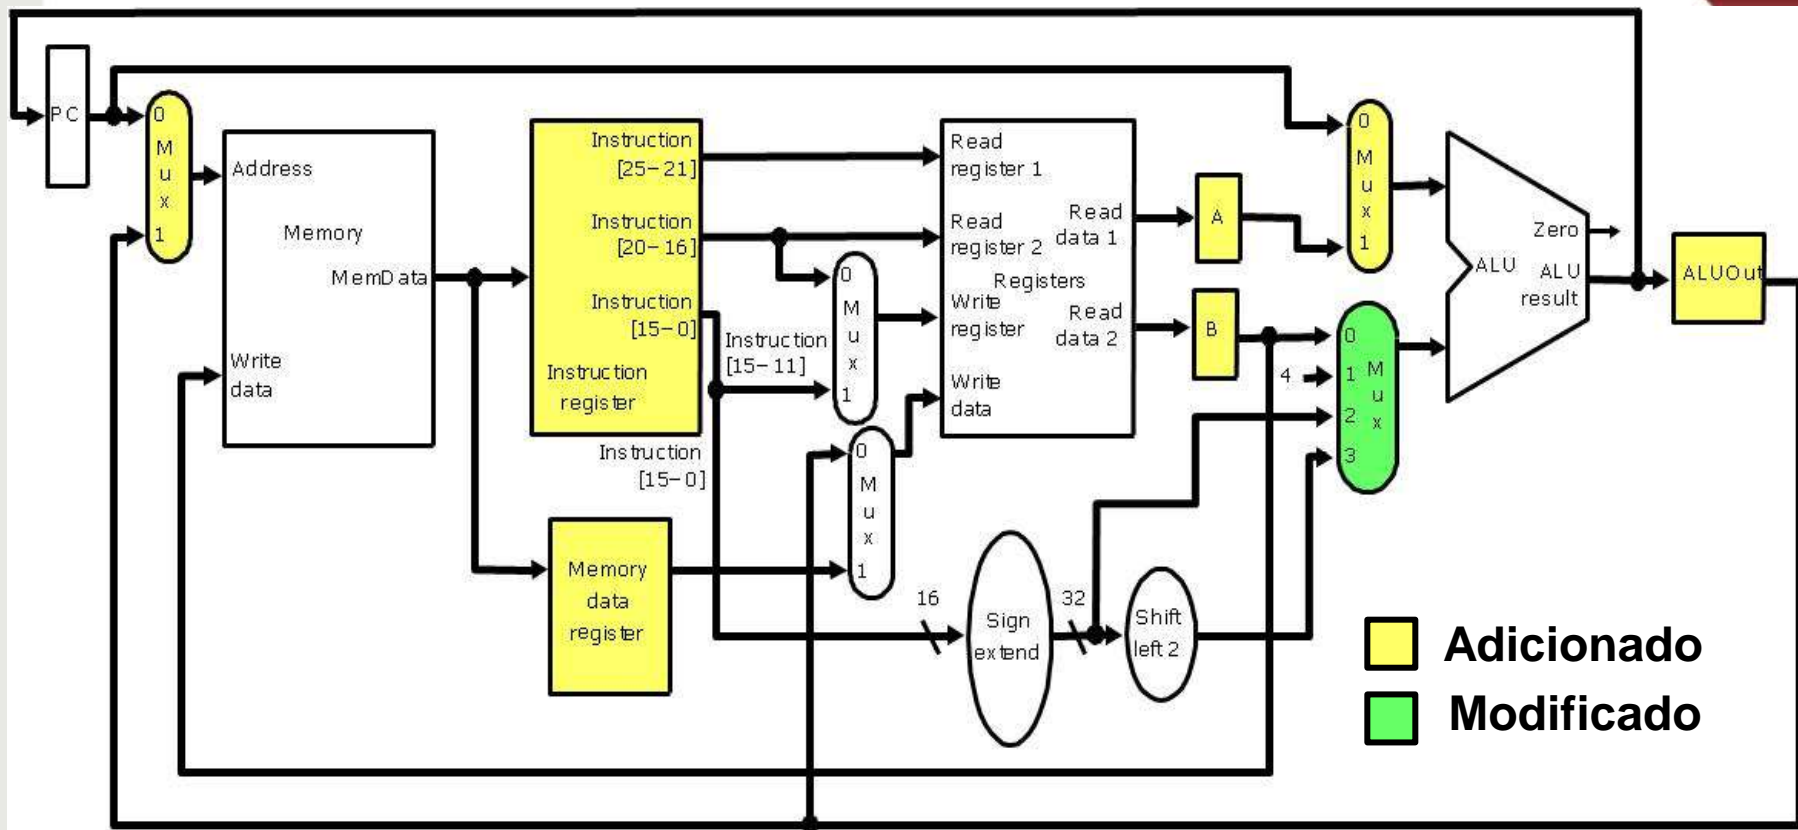 PC
0
M
u
x
1
Address
Memory
MemData
Write
data
Instruction
[25–21]
Instruction
[20–16]
Instruction
[15–0]
Instruction
register
Instruction
[15–11]
Instruction
[15–0]
Memory
data
register
0
M
u
x
1
0
M
u
x
1
Read
register 1
Read
register 2
Registers
Write
register
Write
data
Read
data 1
Read
data 2
16
Sign
extend
32
Shift
left 2
A
B
4
0
M
u
x
1
0
1
2
3
M
u
x
Zero
ALU
ALU
result
ALUOut
Adicionado
Modificado